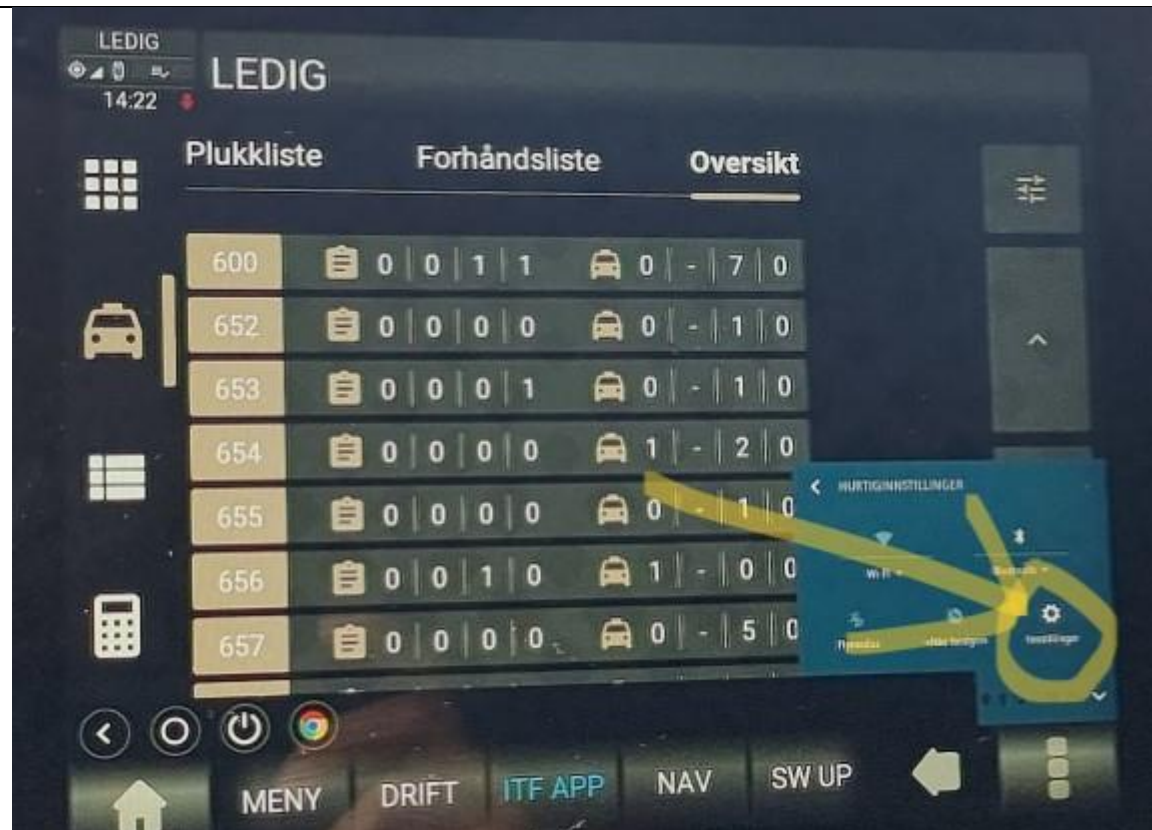 LEDIG
LEDIG
14:22
Plukkliste Forhåndsliste Oversikt
600 0 0 1 1 0 - 7 0
652 0 0 0 0 0 - 1 0
653 0 0 0 1 0 - 1 0
654 0 0 0 0 1 - 2 0
655 0 0 0 0 0 - 1 0
656 0 0 1 0 1 - 0 0
657 0 0 0 0 0 - 5 0
HURTIGINNSTILLINGER
Wi-Fi Bluetooth
Innstillinger
MENY DRIFT ITF APP NAV SW UP